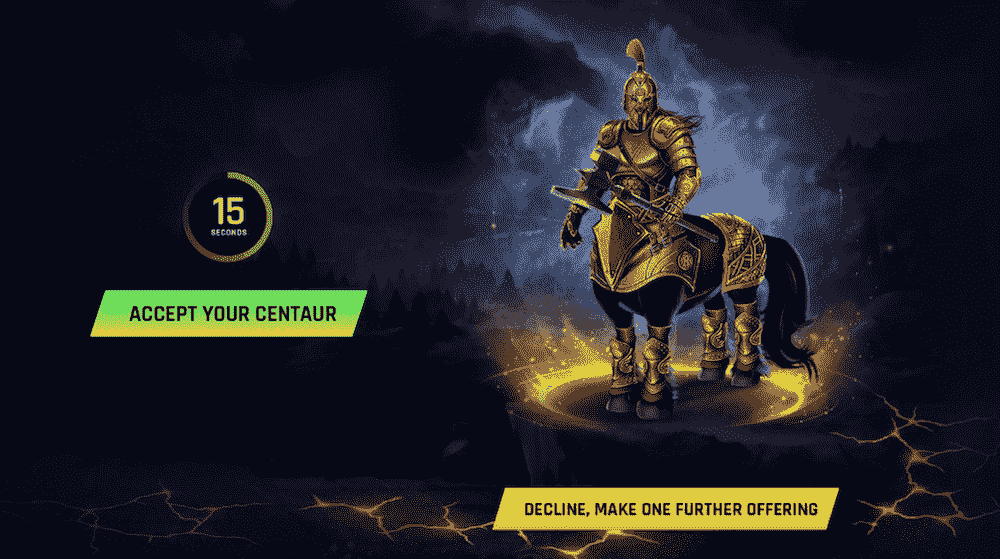 15
SECONDS
ACCEPT YOUR CENTAUR
DECLINE, MAKE ONE FURTHER OFFERING